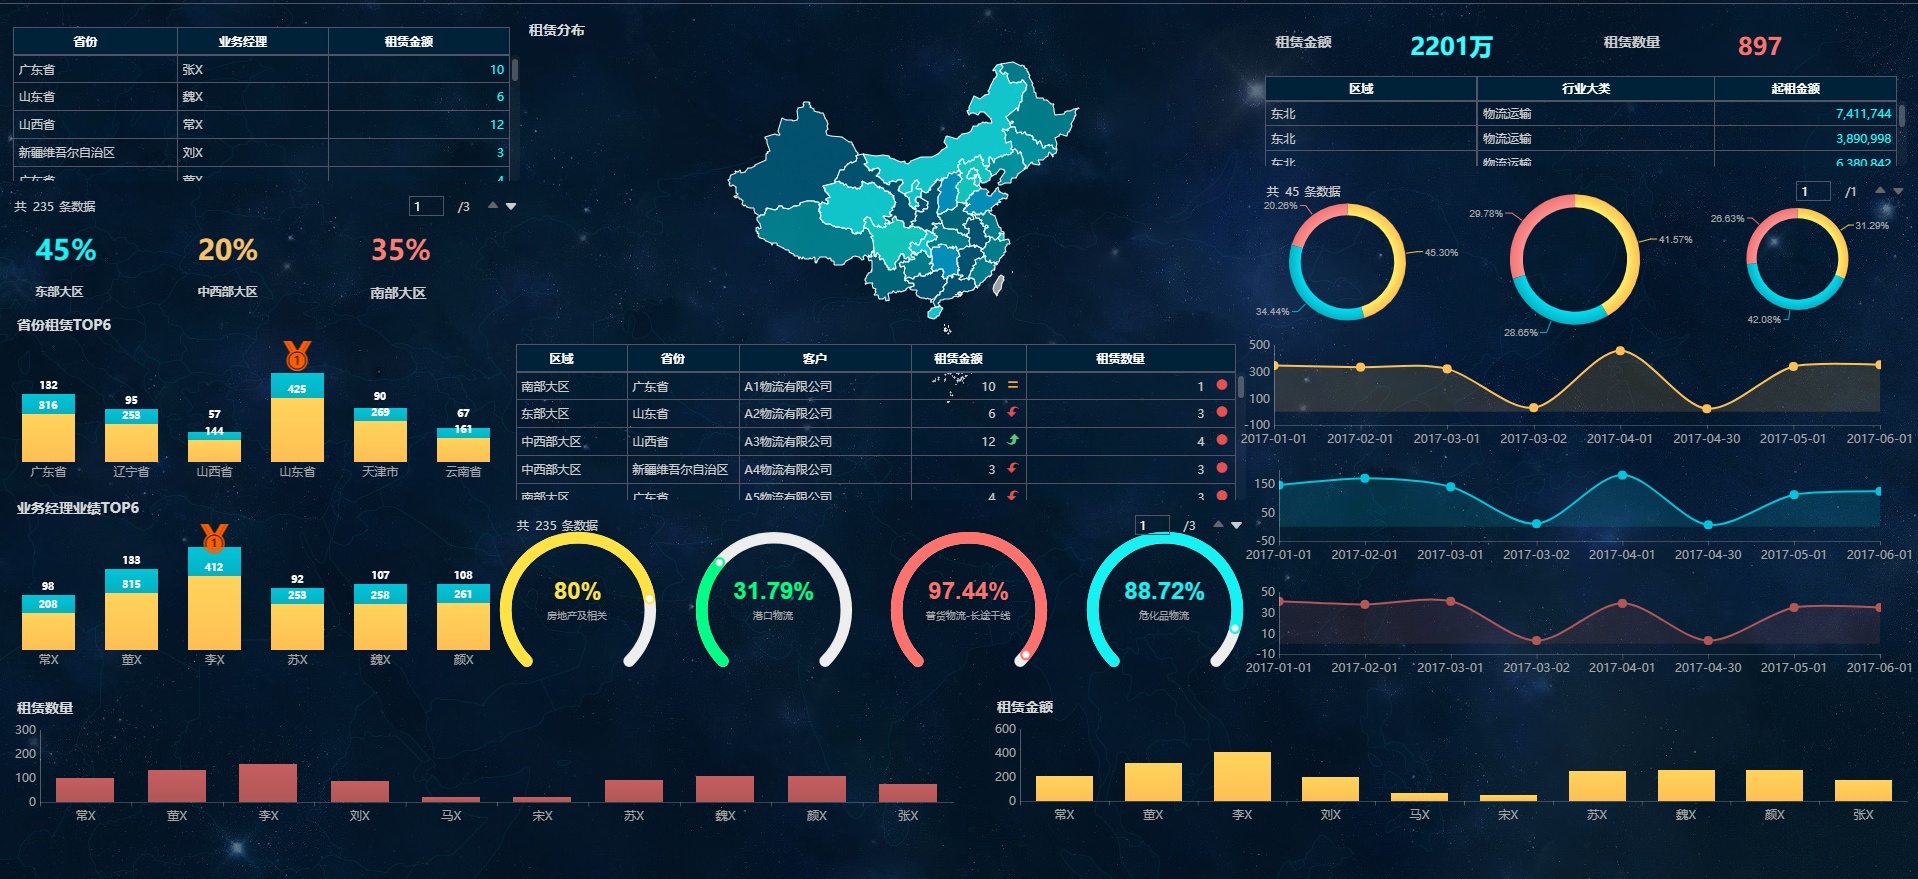 省份 业务经理 租赁金额
广东省 张X 10
山东省 魏X 6
山西省 常X 12
新疆维吾尔自治区 刘X 3
广东省 董X 4
共 235 条数据 1 /3
45% 20% 35%
东部大区 中西部大区 南部大区
省份租赁TOP6
132 95 57 425 90 67
316 253 144 269 161
1
广东省 辽宁省 山西省 山东省 天津市 云南省
业务经理业绩TOP6
98 133 412 92 107 108
208 315 253 258 261
1
常X 董X 李X 苏X 魏X 颜X
租赁分布
区域 省份 客户 租赁金额 租赁数量
南部大区 广东省 A1物流有限公司 10 1
东部大区 山东省 A2物流有限公司 6 3
中西部大区 山西省 A3物流有限公司 12 4
中西部大区 新疆维吾尔自治区 A4物流有限公司 3 3
南部大区 广东省 A5物流有限公司 4 3
共 235 条数据 1 /3
80% 31.79% 97.44% 88.72%
房地产及相关 港口物流 普货物流-长途干线 危化品物流
租赁金额 2201万 租赁数量 897
区域 行业大类 起租金额
东北 物流运输 7,411,744
东北 物流运输 3,890,998
东北 物流运输 6,380,842
共 45 条数据 1 /1
20.26% 45.30% 34.44%
29.78% 41.57% 28.65%
26.63% 31.29% 42.08%
500
300
100
-100
2017-01-01 2017-02-01 2017-03-01 2017-03-02 2017-04-01 2017-04-30 2017-05-01 2017-06-01
150
50
-50
2017-01-01 2017-02-01 2017-03-01 2017-03-02 2017-04-01 2017-04-30 2017-05-01 2017-06-01
50
30
10
-10
2017-01-01 2017-02-01 2017-03-01 2017-03-02 2017-04-01 2017-04-30 2017-05-01 2017-06-01
租赁数量
300
200
100
0
常X 董X 李X 刘X 马X 宋X 苏X 魏X 颜X 张X
租赁金额
600
400
200
0
常X 董X 李X 刘X 马X 宋X 苏X 魏X 颜X 张X